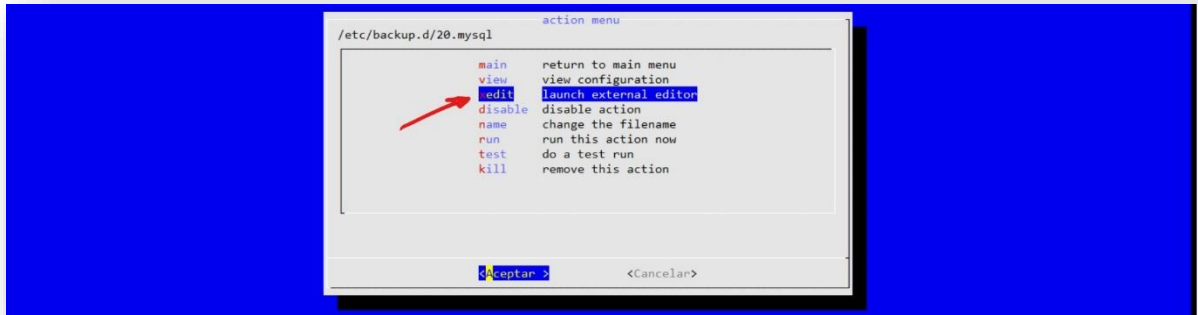 action menu
/etc/backup.d/20.mysql
main return to main menu
view view configuration
xedit launch external editor
disable disable action
name change the filename
run run this action now
test do a test run
kill remove this action
<Aceptar > <Cancelar>